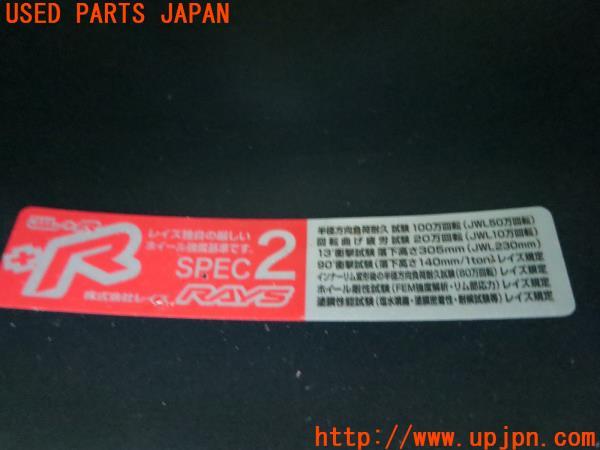 USED PARTS JAPAN
JWL+R
+R
レイズ独自の厳しい
ホイール強度基準です。
SPEC 2
株式会社レイズ
RAYS
半径方向負荷耐久 試験 100万回転(JWL50万回転)
回転曲げ疲労 試験 20万回転(JWL10万回転)
13°衝撃試験 落下高さ305mm(JWL230mm)
90°衝撃試験(落下高さ140mm/1ton)レイズ規定
インナーリム変形後の半径方向負荷耐久試験(80万回転)レイズ規定
ホイール剛性試験(FEM強度解析・リム部応力)レイズ規定
塗膜性能試験(塩水噴霧・塗膜密着性・耐候試験等)レイズ規定
http://www.upjpn.com/